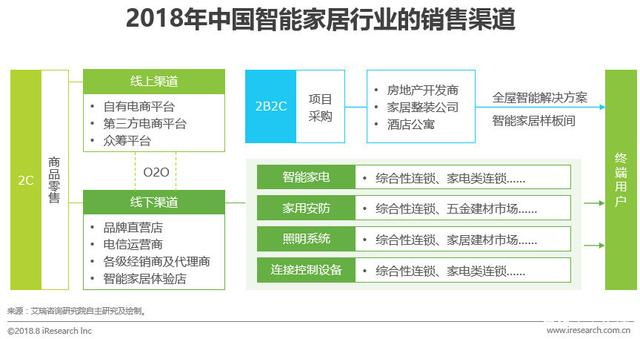 2018年中国智能家居行业的销售渠道
2C
商品零售
线上渠道
自有电商平台
第三方电商平台
众筹平台
O2O
线下渠道
品牌直营店
电信运营商
各级经销商及代理商
智能家居体验店
2B2C
项目
采购
房地产开发商
家居整装公司
酒店公寓
全屋智能解决方案
智能家居样板间
智能家电
综合性连锁、家电类连锁……
家用安防
综合性连锁、五金建材市场……
照明系统
综合性连锁、家居建材市场……
连接控制设备
综合性连锁、家电类连锁……
终端用户
来源：艾瑞咨询研究院自主研究及绘制。
©2018.8 iResearch Inc
www.iresearch.com.cn